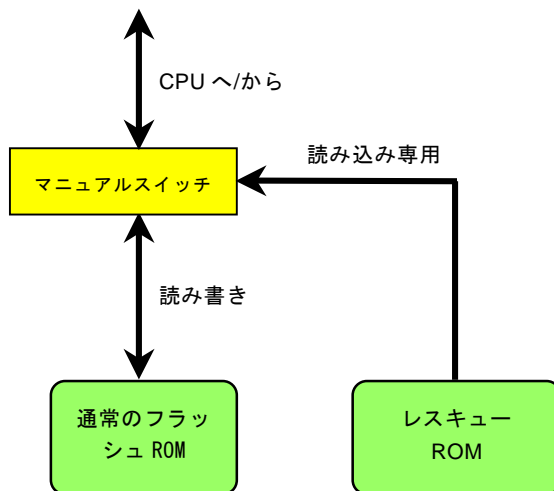 CPU へ/から
読み込み専用
マニュアルスイッチ
読み書き
通常のフラッ
シュ ROM
レスキュー
ROM